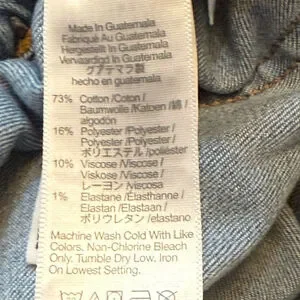 Made In Guatemala
Fabriqué Au Guatemala
Hergestellt In Guatemala
Vervaardigd In Guatemala
グアテマラ製
hecho en guatemala
73% Cotton /Coton /
Baumwolle /Katoen /綿 /
algodón
16% Polyester /Polyester /
Polyester /Polyester /
ポリエステル /poliéster
10% Viscose /Viscose /
Viskose /Viscose /
レーヨン /viscosa
1% Elastane /Élasthanne /
Elastan /Elastaan /
ポリウレタン /elastano
Machine Wash Cold With Like
Colors. Non-Chlorine Bleach
Only. Tumble Dry Low, Iron
On Lowest Setting.